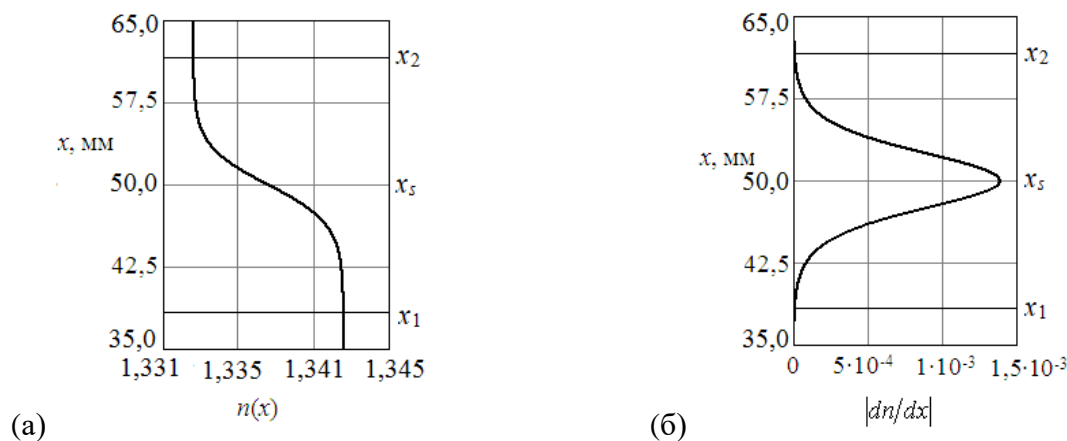 65,0
x₂
57,5
x, мм
50,0
xₛ
42,5
x₁
35,0
1,331 1,335 1,341 1,345
n(x)
(а)
65,0
x₂
57,5
x, мм
50,0
xₛ
42,5
x₁
35,0
0 5·10⁻⁴ 1·10⁻³ 1,5·10⁻³
|dn/dx|
(б)